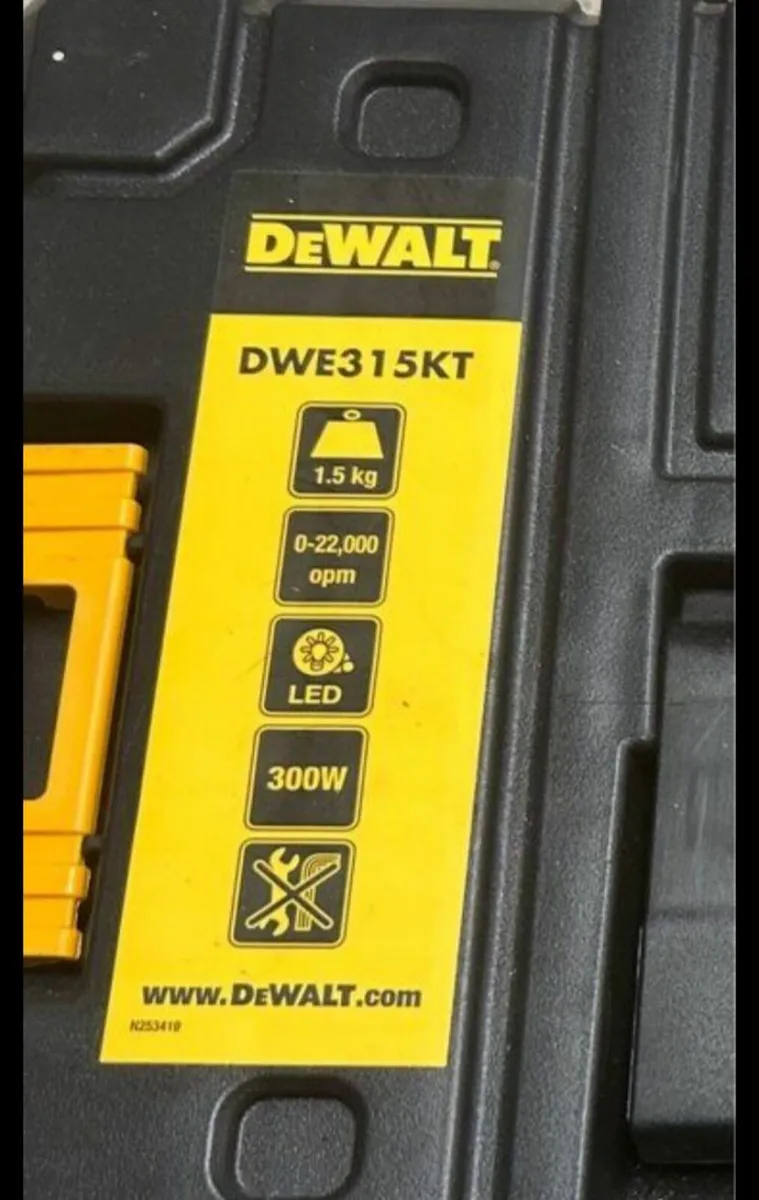 DEWALT
DWE315KT
1.5 kg
0-22,000
opm
LED
300W
www.DEWALT.com
N253419